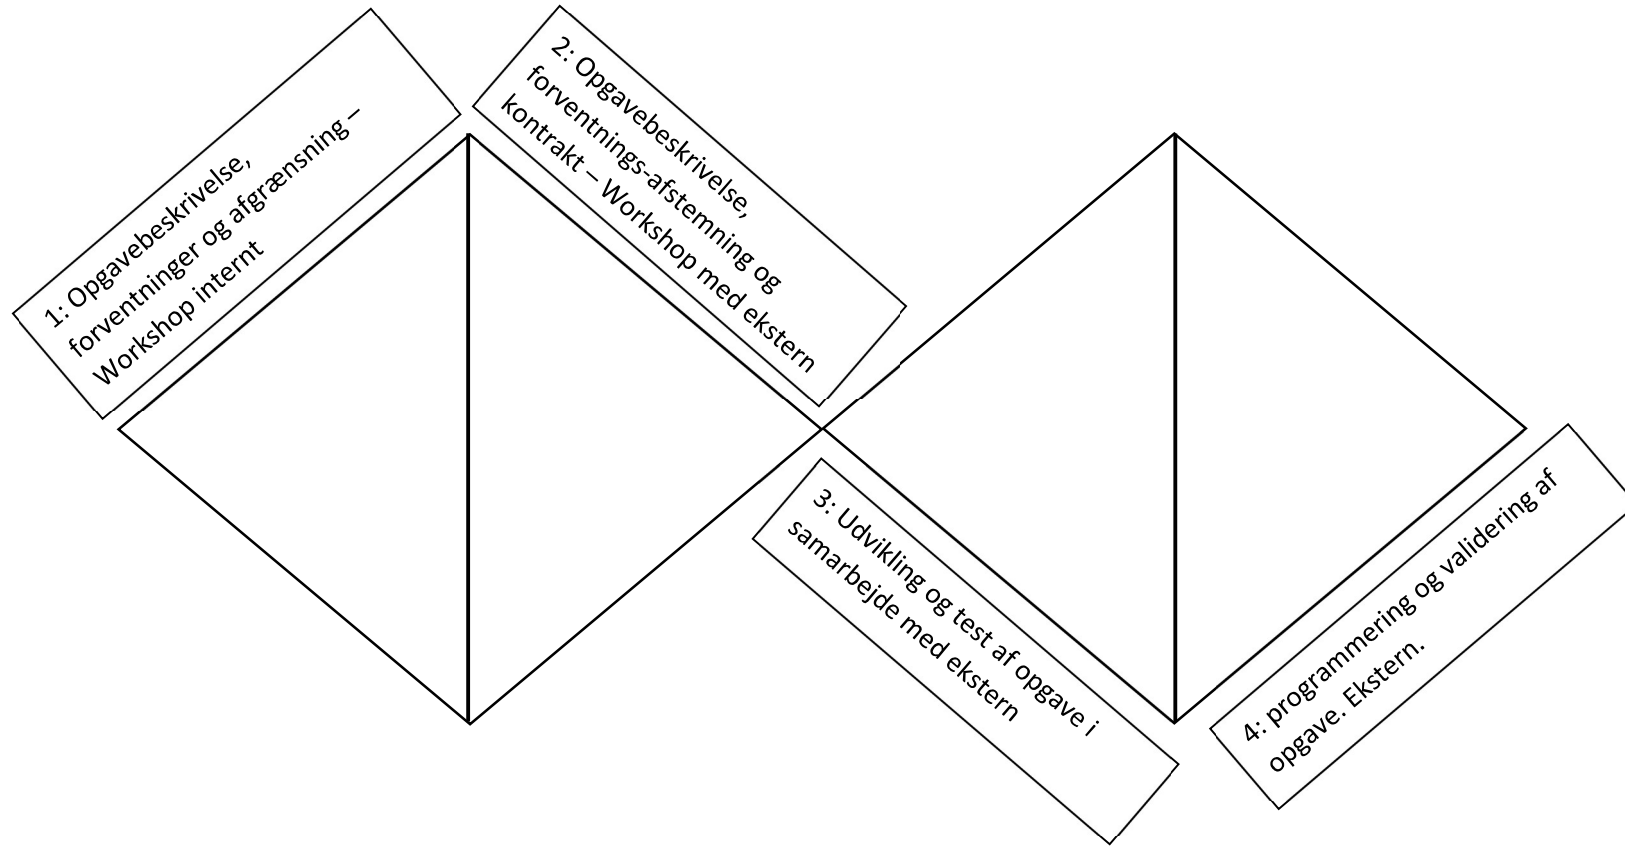 1: Opgavebeskrivelse,
forventninger og afgrænsning –
Workshop internt
2: Opgavebeskrivelse,
forventnings-afstemning og
kontrakt – Workshop med ekstern
3: Udvikling og test af opgave i
samarbejde med ekstern
4: programmering og validering af
opgave. Ekstern.